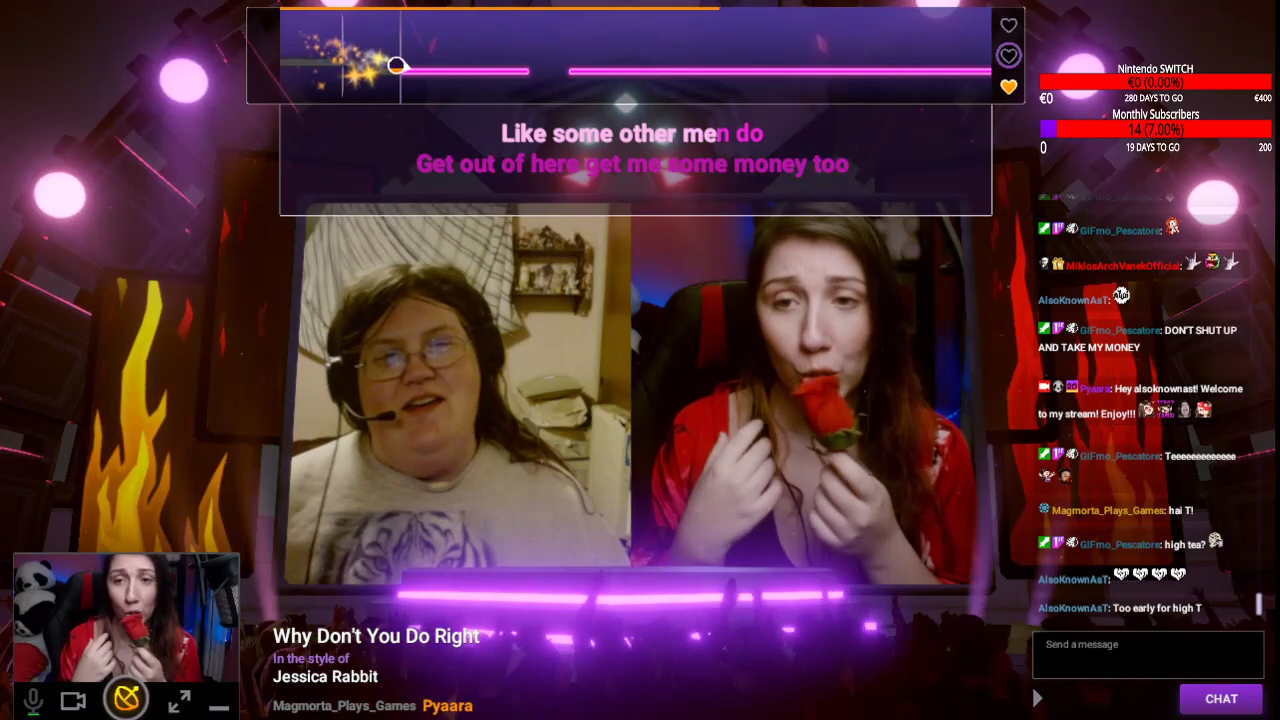 Like some other men do
Get out of here get me some money too
Nintendo SWITCH
€0 (0.00%)
€0
280 DAYS TO GO
€400
Monthly Subscribers
14 (7.00%)
0
19 DAYS TO GO
200
GIFmo_Pescatore:
MiklosArchVanekOfficial:
AlsoKnownAsT:
GIFmo_Pescatore: DON'T SHUT UP
AND TAKE MY MONEY
Pyaara: Hey alsoknownast! Welcome
to my stream! Enjoy!!!
GIFmo_Pescatore: Teeeeeeeeeeeee
Magmorta_Plays_Games: hai T!
GIFmo_Pescatore: high tea?
AlsoKnownAsT:
AlsoKnownAsT: Too early for high T
Send a message
CHAT
Why Don't You Do Right
In the style of
Jessica Rabbit
Magmorta_Plays_Games Pyaara